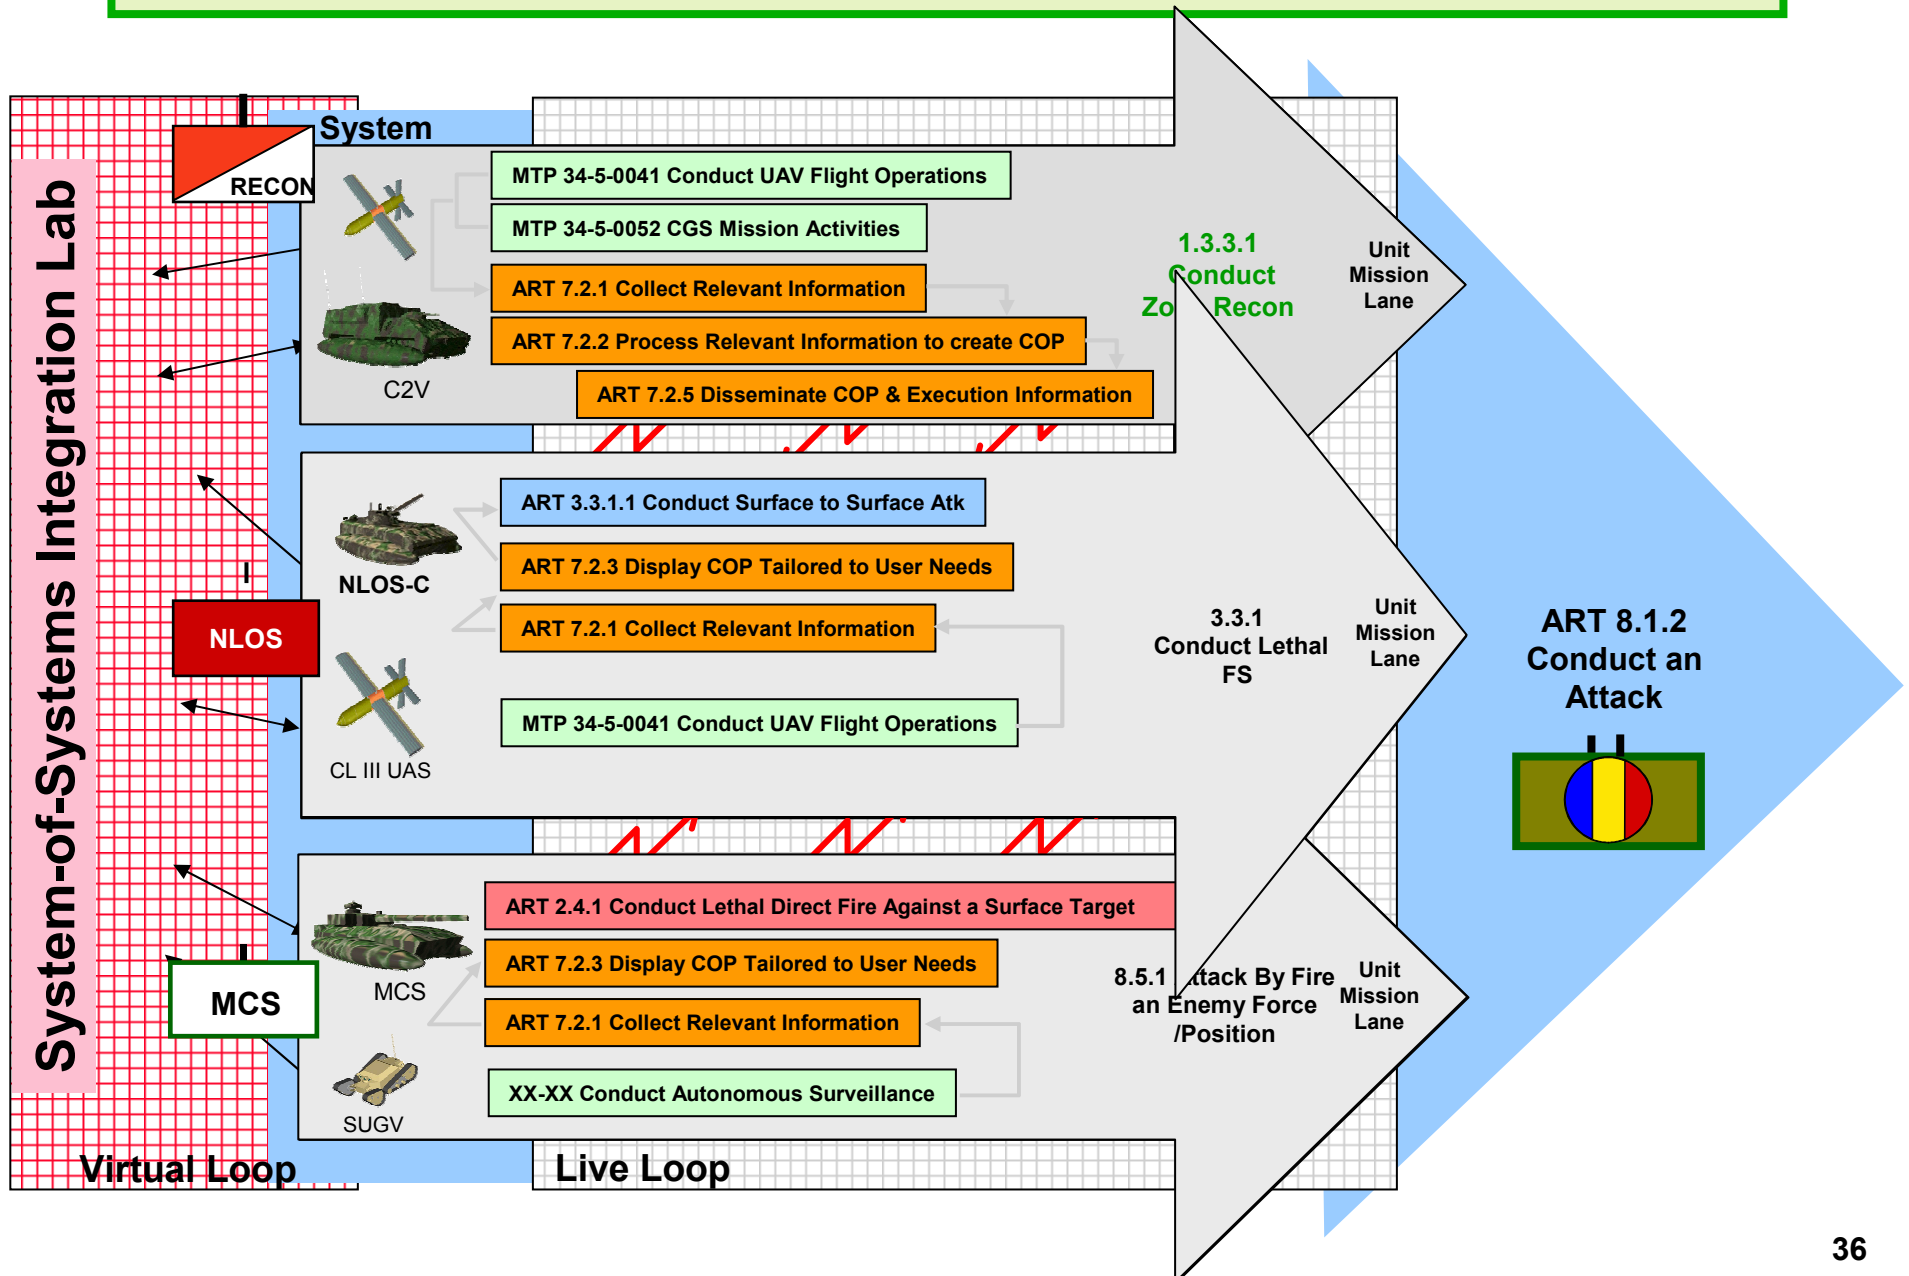 System-of-Systems Integration Lab
System
RECON
MTP 34-5-0041 Conduct UAV Flight Operations
MTP 34-5-0052 CGS Mission Activities
ART 7.2.1 Collect Relevant Information
ART 7.2.2 Process Relevant Information to create COP
ART 7.2.5 Disseminate COP & Execution Information
C2V
1.3.3.1
Conduct
Zo Recon
Unit
Mission
Lane
NLOS
ART 3.3.1.1 Conduct Surface to Surface Atk
ART 7.2.3 Display COP Tailored to User Needs
NLOS-C
ART 7.2.1 Collect Relevant Information
MTP 34-5-0041 Conduct UAV Flight Operations
CL III UAS
3.3.1
Conduct Lethal
FS
Unit
Mission
Lane
ART 8.1.2
Conduct an
Attack
MCS
ART 2.4.1 Conduct Lethal Direct Fire Against a Surface Target
ART 7.2.3 Display COP Tailored to User Needs
MCS
ART 7.2.1 Collect Relevant Information
XX-XX Conduct Autonomous Surveillance
SUGV
8.5.1 ttack By Fire
an Enemy Force
/Position
Unit
Mission
Lane
Virtual Loop
Live Loop
36